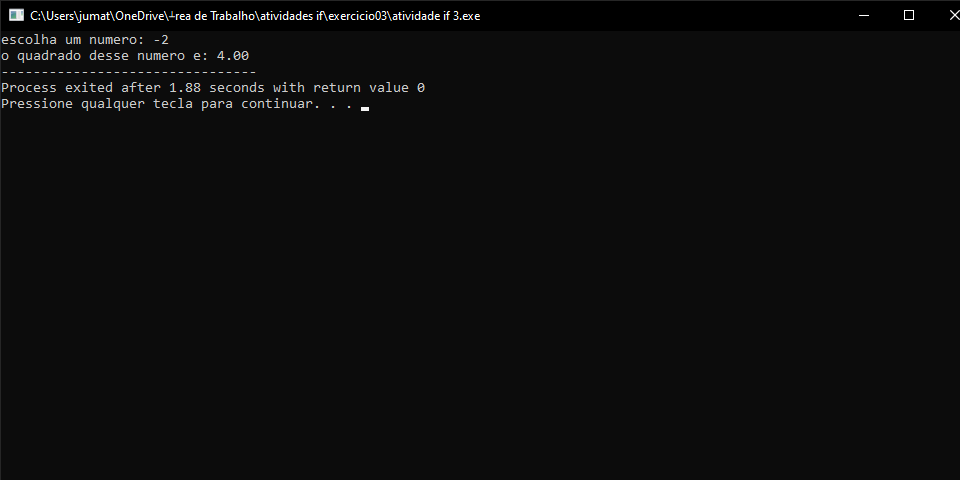 C:\Users\jumat\OneDrive\┴rea de Trabalho\atividades if\exercicio03\atividade if 3.exe
escolha um numero: -2
o quadrado desse numero e: 4.00
--------------------------------
Process exited after 1.88 seconds with return value 0
Pressione qualquer tecla para continuar. . .